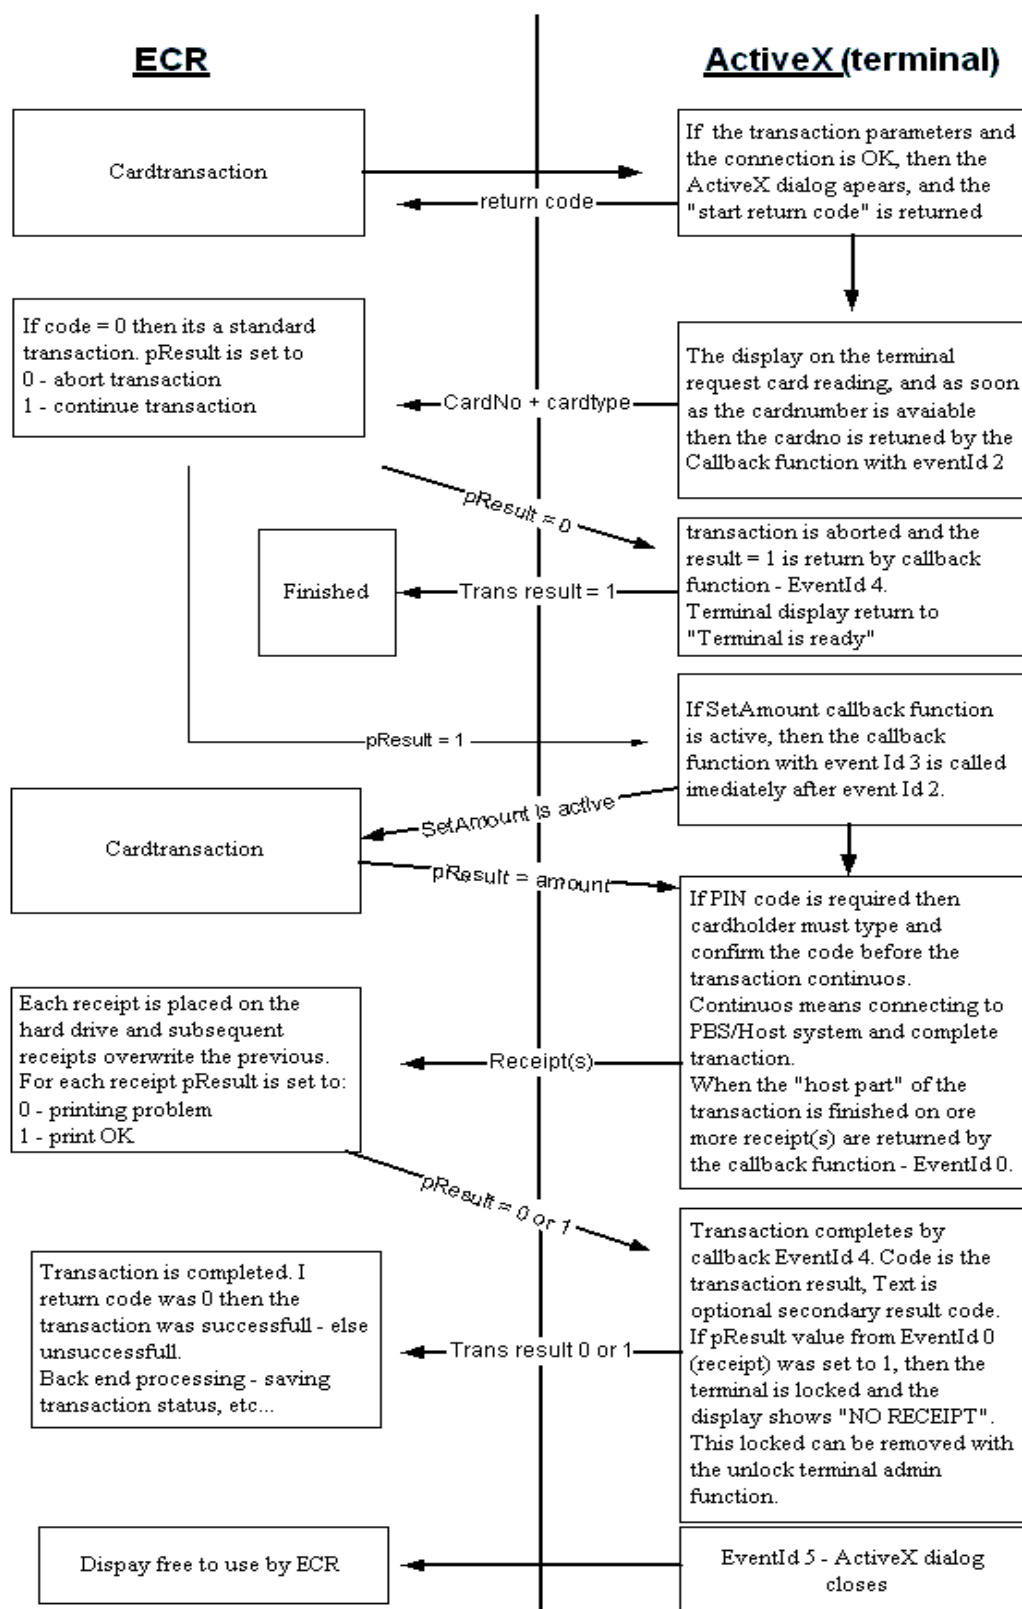 ECR
ActiveX (terminal)
Cardtransaction
If the transaction parameters and
the connection is OK, then the
ActiveX dialog apears, and the
"start return code" is returned
return code
If code = 0 then its a standard
transaction. pResult is set to
0 - abort transaction
1 - continue transaction
The display on the terminal
request card reading, and as soon
as the cardnumber is avaiable
then the cardno is retuned by the
Callback function with eventId 2
CardNo + cardtype
pResult = 0
transaction is aborted and the
result = 1 is return by callback
function - EventId 4.
Terminal display return to
"Terminal is ready"
Finished
Trans result = 1
If SetAmount callback function
is active, then the callback
function with event Id 3 is called
imediately after event Id 2.
pResult = 1
SetAmount is active
Cardtransaction
pResult = amount
If PIN code is required then
cardholder must type and
confirm the code before the
transaction continuos.
Continuos means connecting to
PBS/Host system and complete
tranaction.
When the "host part" of the
transaction is finished on ore
more receipt(s) are returned by
the callback function - EventId 0.
Each receipt is placed on the
hard drive and subsequent
receipts overwrite the previous.
For each receipt pResult is set to:
0 - printing problem
1 - print OK
Receipt(s)
pResult = 0 or 1
Transaction completes by
callback EventId 4. Code is the
transaction result, Text is
optional secondary result code.
If pResult value from EventId 0
(receipt) was set to 1, then the
terminal is locked and the
display shows "NO RECEIPT".
This locked can be removed with
the unlock terminal admin
function.
Transaction is completed. I
return code was 0 then the
transaction was successfull - else
unsuccessfull.
Back end processing - saving
transaction status, etc...
Trans result 0 or 1
Dispay free to use by ECR
EventId 5 - ActiveX dialog
closes